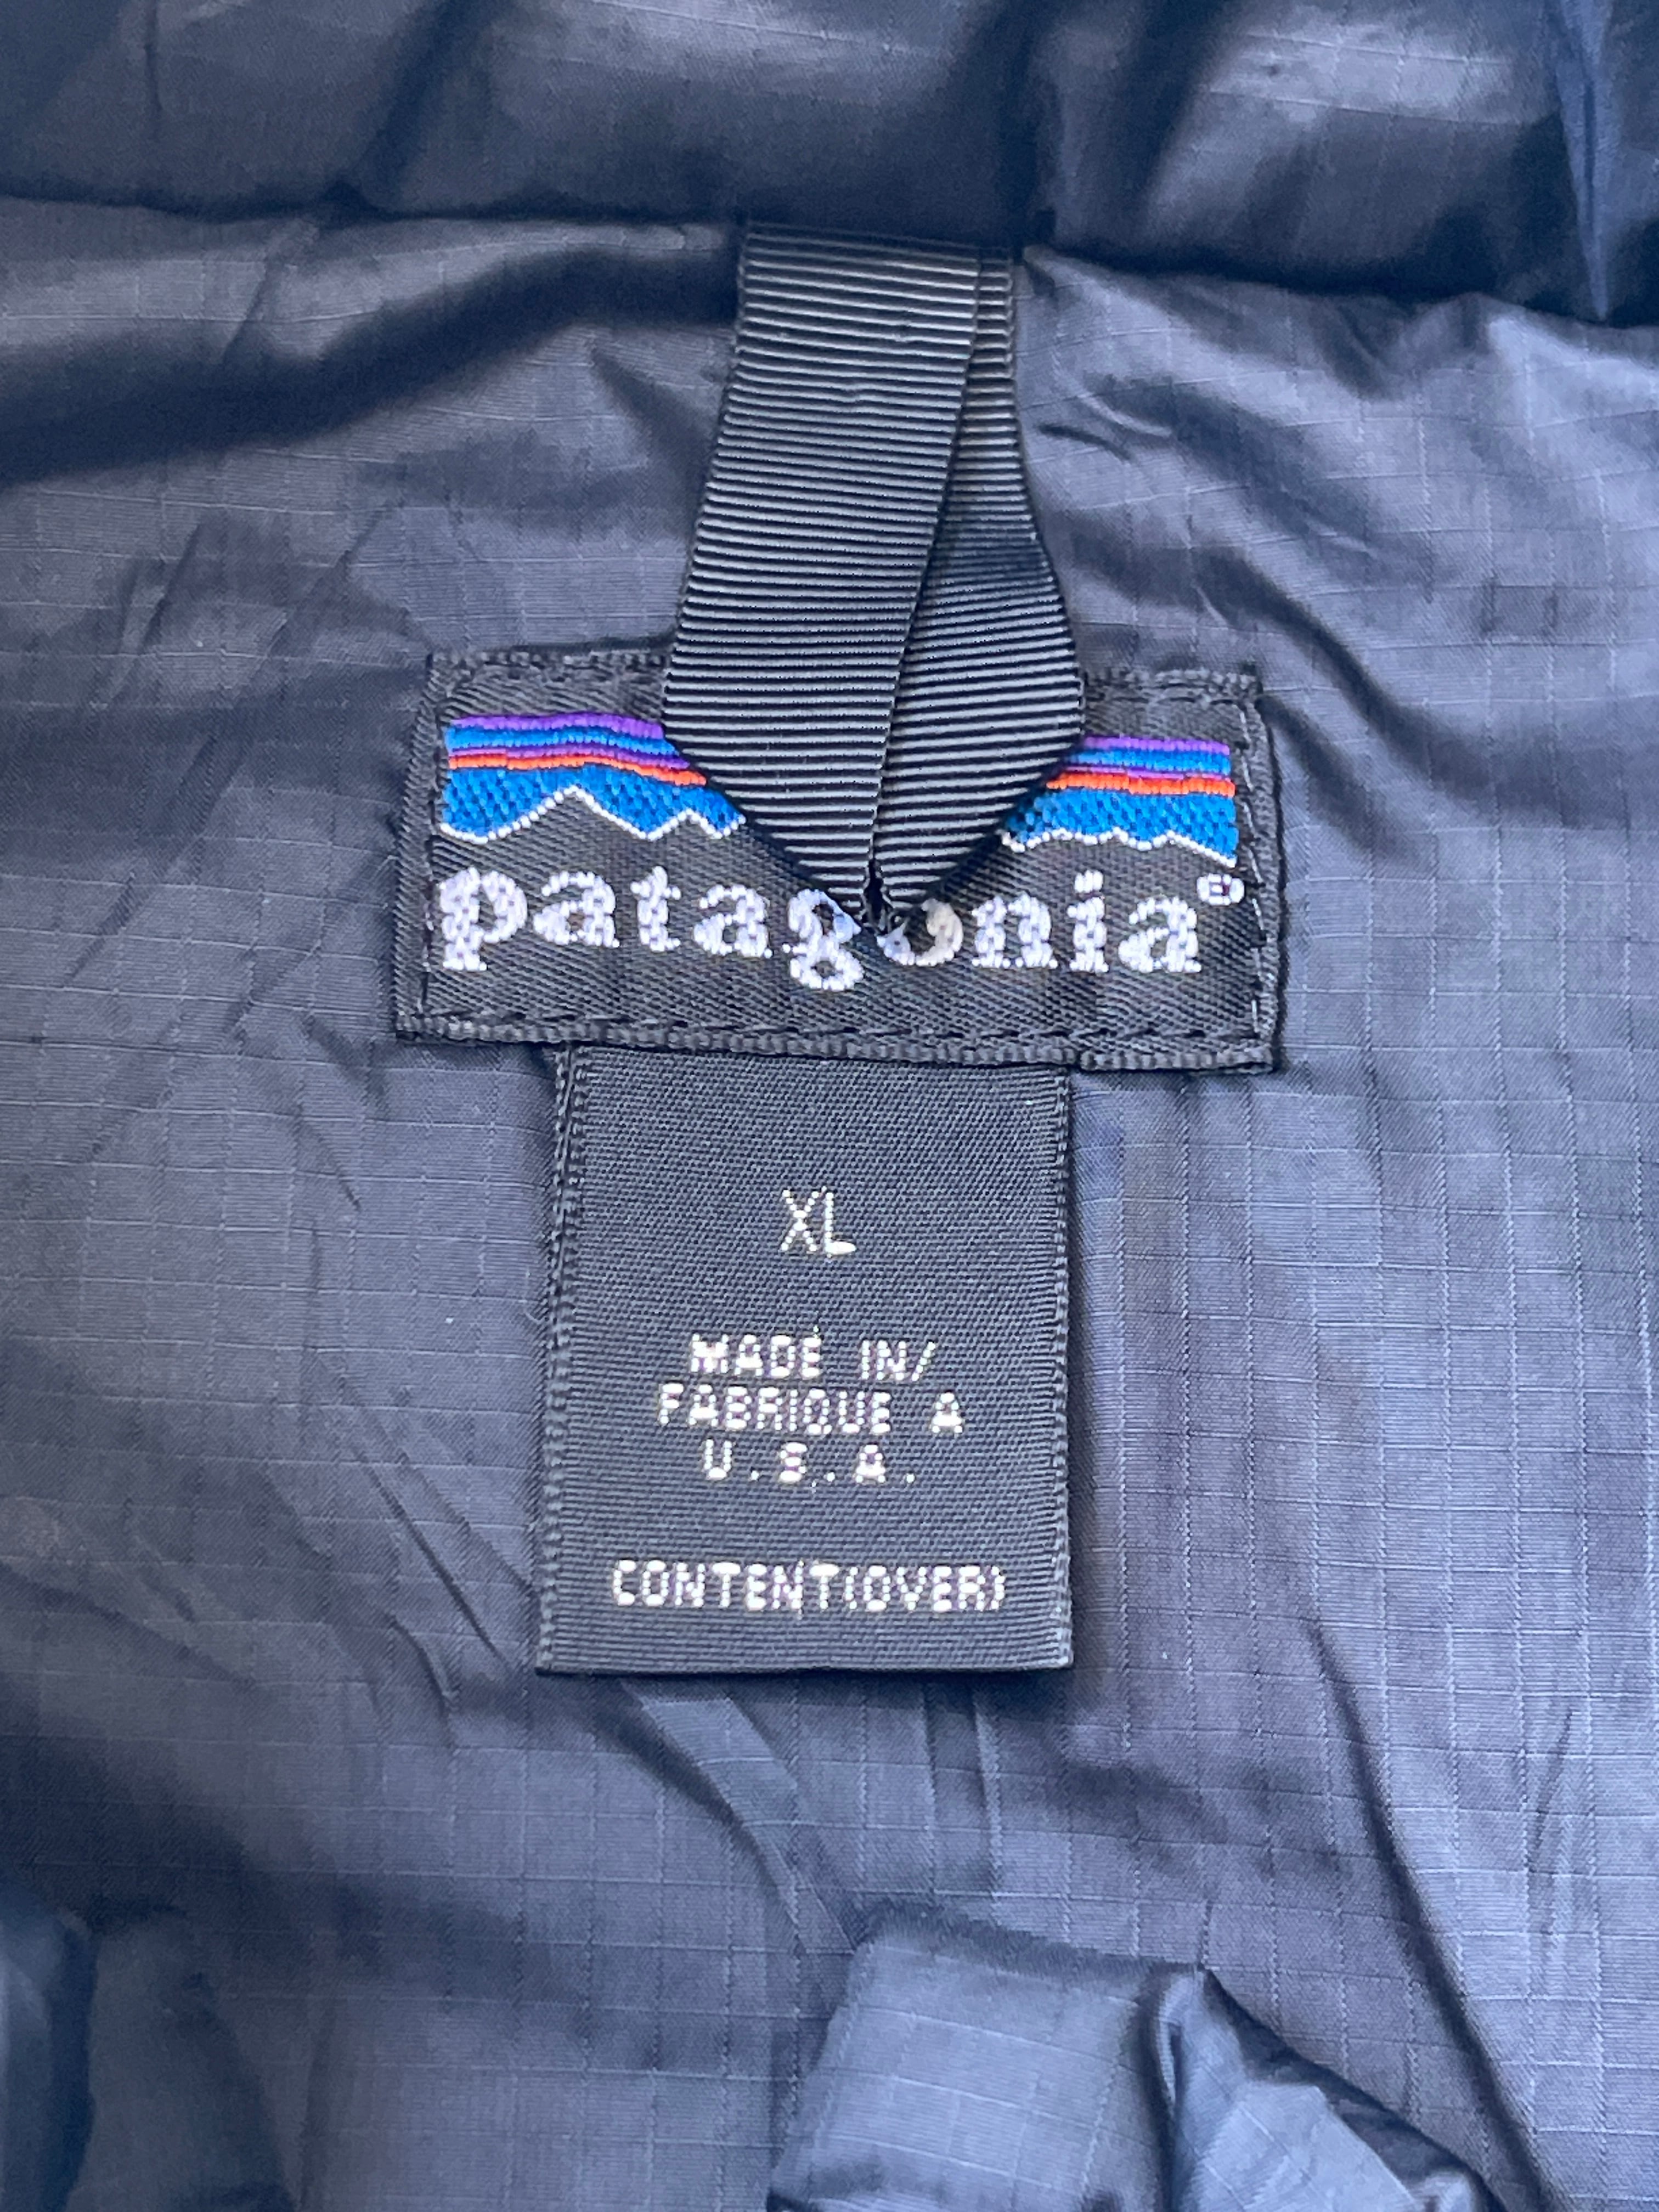 patagonia®
XL
MADE IN/
FABRIQUE A
U.S.A.
CONTENT(OVER)